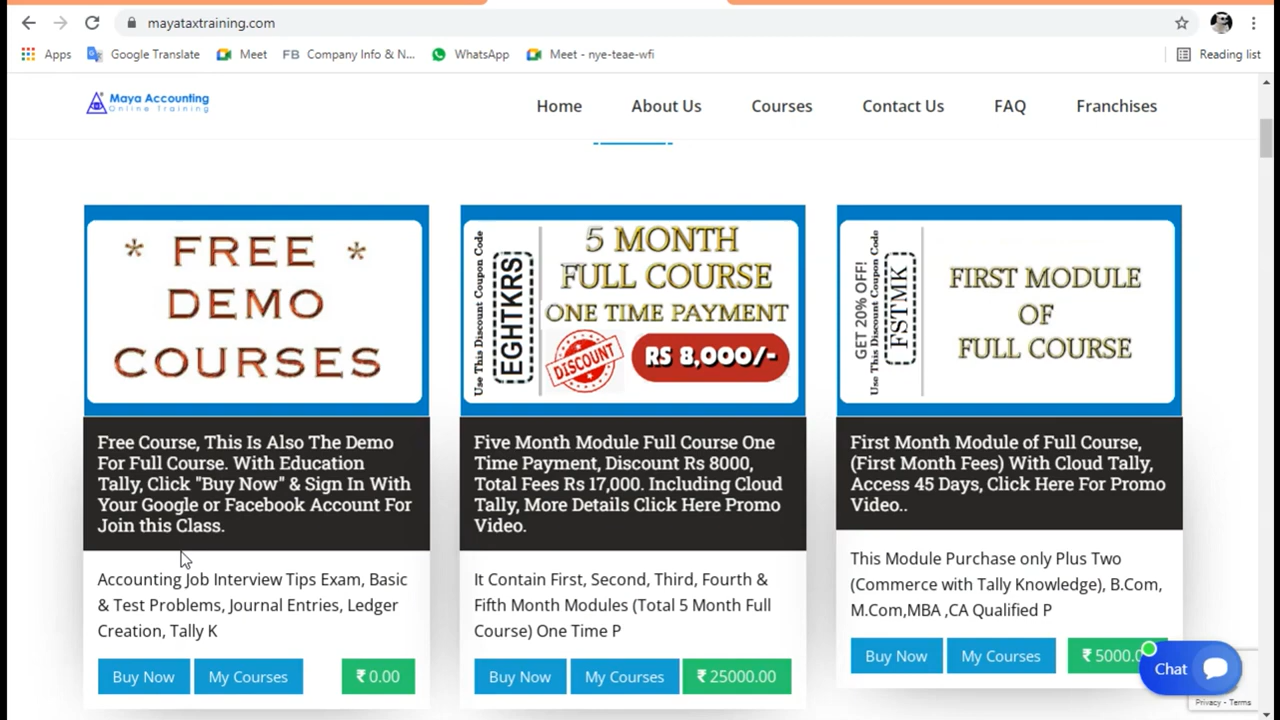 mayataxtraining.com
Apps
Google Translate
Meet
FB Company Info & N...
WhatsApp
Meet - nye-teae-wfi
Reading list
Maya Accounting
Online Training
Home
About Us
Courses
Contact Us
FAQ
Franchises
* FREE *
DEMO
COURSES
Free Course, This Is Also The Demo
For Full Course. With Education
Tally, Click "Buy Now" & Sign In With
Your Google or Facebook Account For
Join this Class.
Accounting Job Interview Tips Exam, Basic
& Test Problems, Journal Entries, Ledger
Creation, Tally K
Buy Now
My Courses
₹ 0.00
Use This Discount Coupon Code
EGHTKRS
5 MONTH
FULL COURSE
ONE TIME PAYMENT
DISCOUNT
RS 8,000/-
Five Month Module Full Course One
Time Payment, Discount Rs 8000,
Total Fees Rs 17,000. Including Cloud
Tally, More Details Click Here Promo
Video.
It Contain First, Second, Third, Fourth &
Fifth Month Modules (Total 5 Month Full
Course) One Time P
Buy Now
My Courses
₹ 25000.00
GET 20% OFF!
Use This Discount Coupon Code
FSTMK
FIRST MODULE
OF
FULL COURSE
First Month Module of Full Course,
(First Month Fees) With Cloud Tally,
Access 45 Days, Click Here For Promo
Video..
This Module Purchase only Plus Two
(Commerce with Tally Knowledge), B.Com,
M.Com,MBA ,CA Qualified P
Buy Now
My Courses
₹ 5000.0
Chat
Privacy - Terms